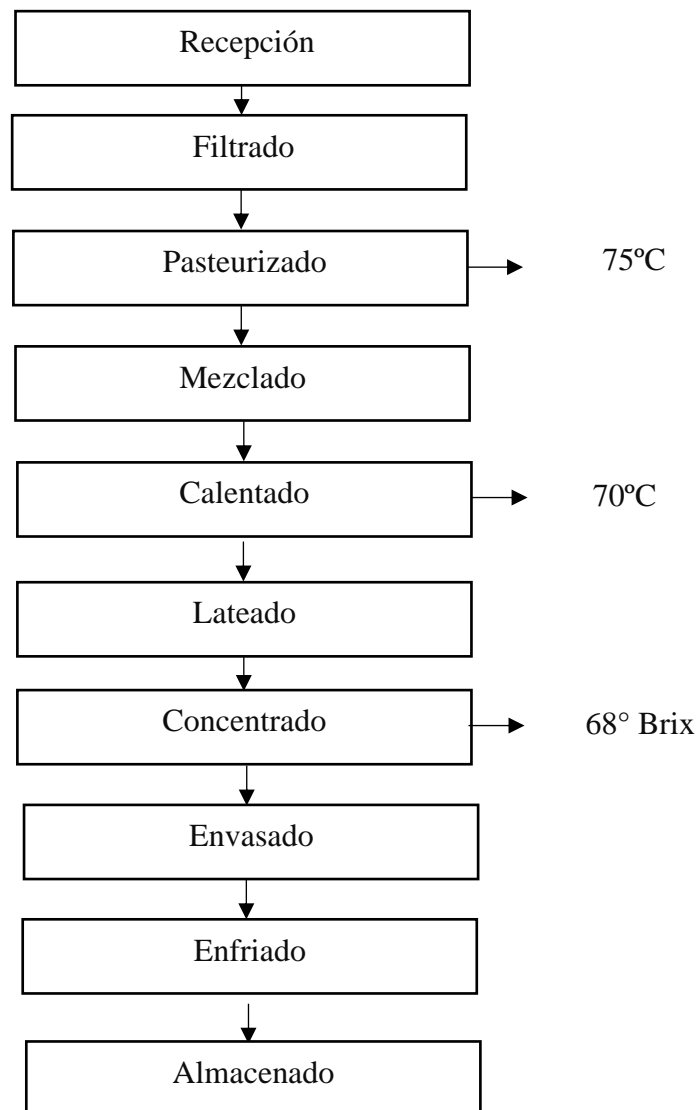 Recepción
Filtrado
Pasteurizado
75ºC
Mezclado
Calentado
70ºC
Lateado
Concentrado
68° Brix
Envasado
Enfriado
Almacenado